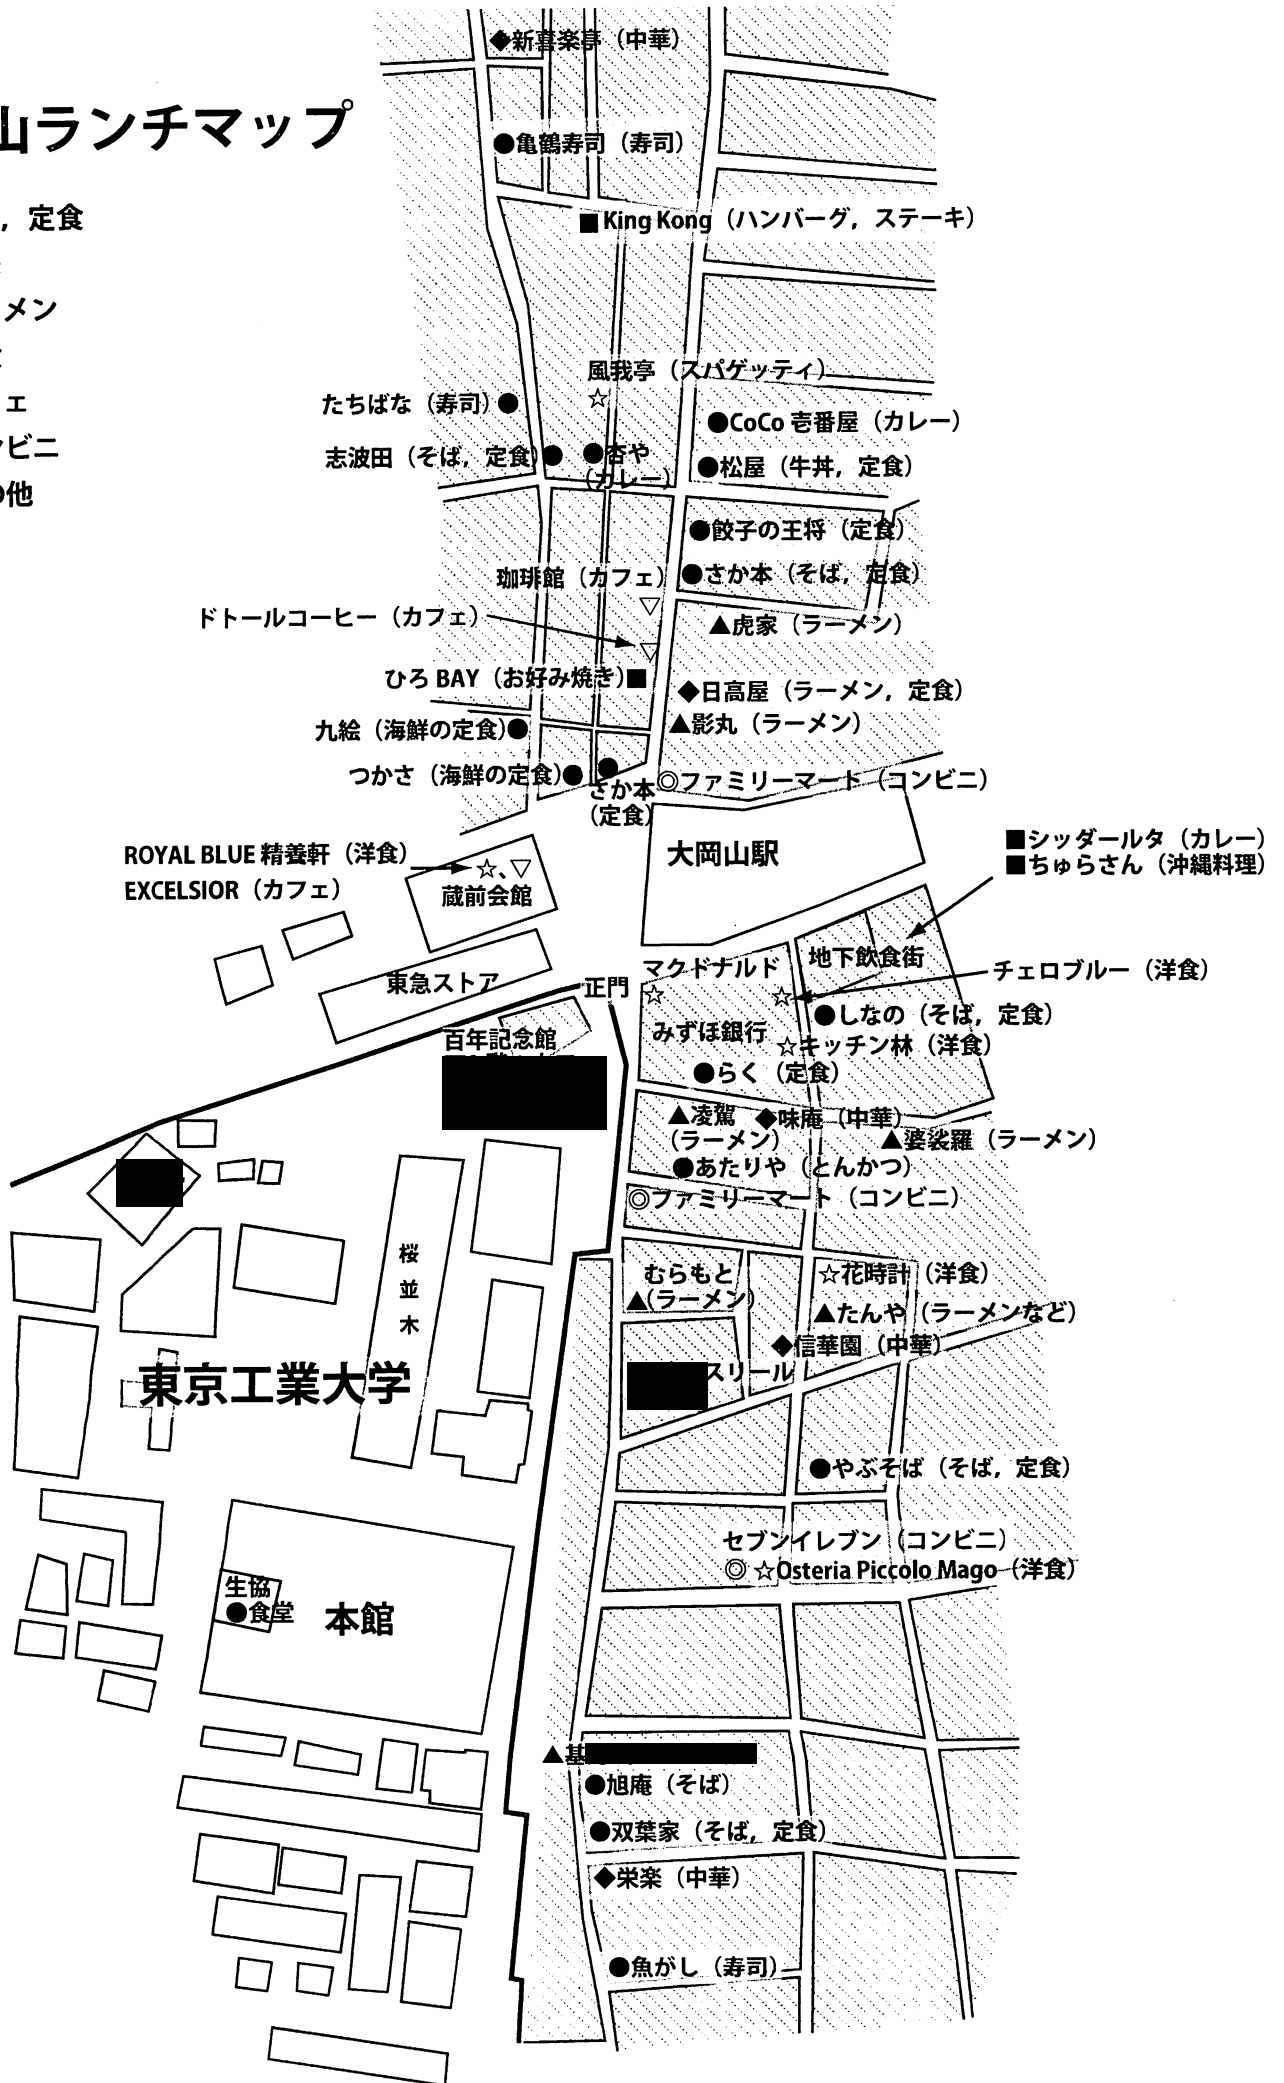 ◆新喜楽亭（中華）
山ランチマップ
●亀鶴寿司（寿司）
，定食
■King Kong（ハンバーグ，ステーキ）
メン
ェ
ンビニ
の他
風我亭（スパゲッティ）
☆
たちばな（寿司）●
●CoCo 壱番屋（カレー）
志波田（そば，定食）●
●杏や
（カレー）
●松屋（牛丼，定食）
●餃子の王将（定食）
珈琲館（カフェ）
▽
●さか本（そば，定食）
ドトールコーヒー（カフェ）
▽
▲虎家（ラーメン）
ひろ BAY（お好み焼き）■
◆日高屋（ラーメン，定食）
九絵（海鮮の定食）●
▲影丸（ラーメン）
つかさ（海鮮の定食）●
●
さか本
（定食）
◎ファミリーマート（コンビニ）
大岡山駅
ROYAL BLUE 精養軒（洋食）
EXCELSIOR（カフェ）
☆、▽
蔵前会館
■シッダールタ（カレー）
■ちゅらさん（沖縄料理）
東急ストア
正門
マクドナルド
☆
地下飲食街
チェロブルー（洋食）
☆
●しなの（そば，定食）
みずほ銀行
☆キッチン林（洋食）
百年記念館
●らく（定食）
▲凌駕
（ラーメン）
◆味庵（中華）
▲婆娑羅（ラーメン）
●あたりや（とんかつ）
◎ファミリーマート（コンビニ）
桜並木
むらもと
▲（ラーメン）
☆花時計（洋食）
▲たんや（ラーメンなど）
◆信華園（中華）
スリール
東京工業大学
●やぶそば（そば，定食）
セブンイレブン（コンビニ）
◎ ☆Osteria Piccolo Mago（洋食）
生協
●食堂
本館
▲基
●旭庵（そば）
●双葉家（そば，定食）
◆栄楽（中華）
●魚がし（寿司）